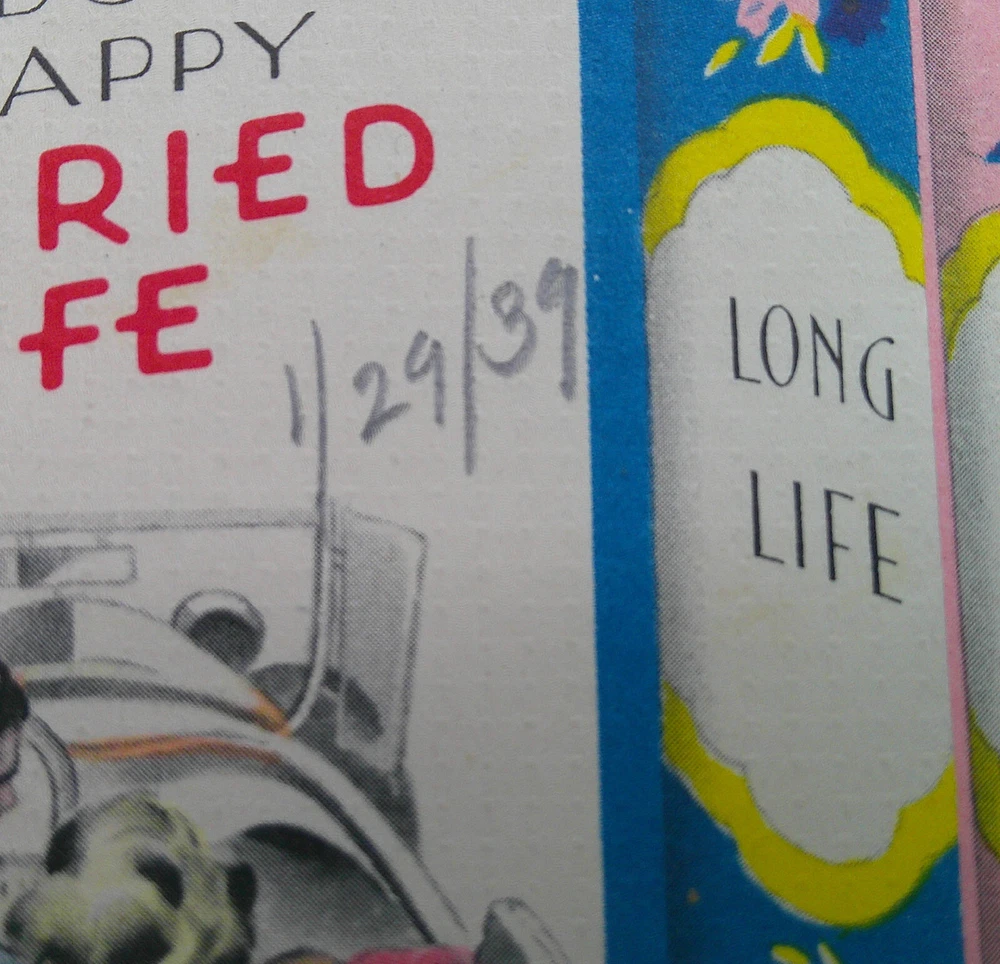 APPY
RIED
FE
1/29/39
LONG
LIFE